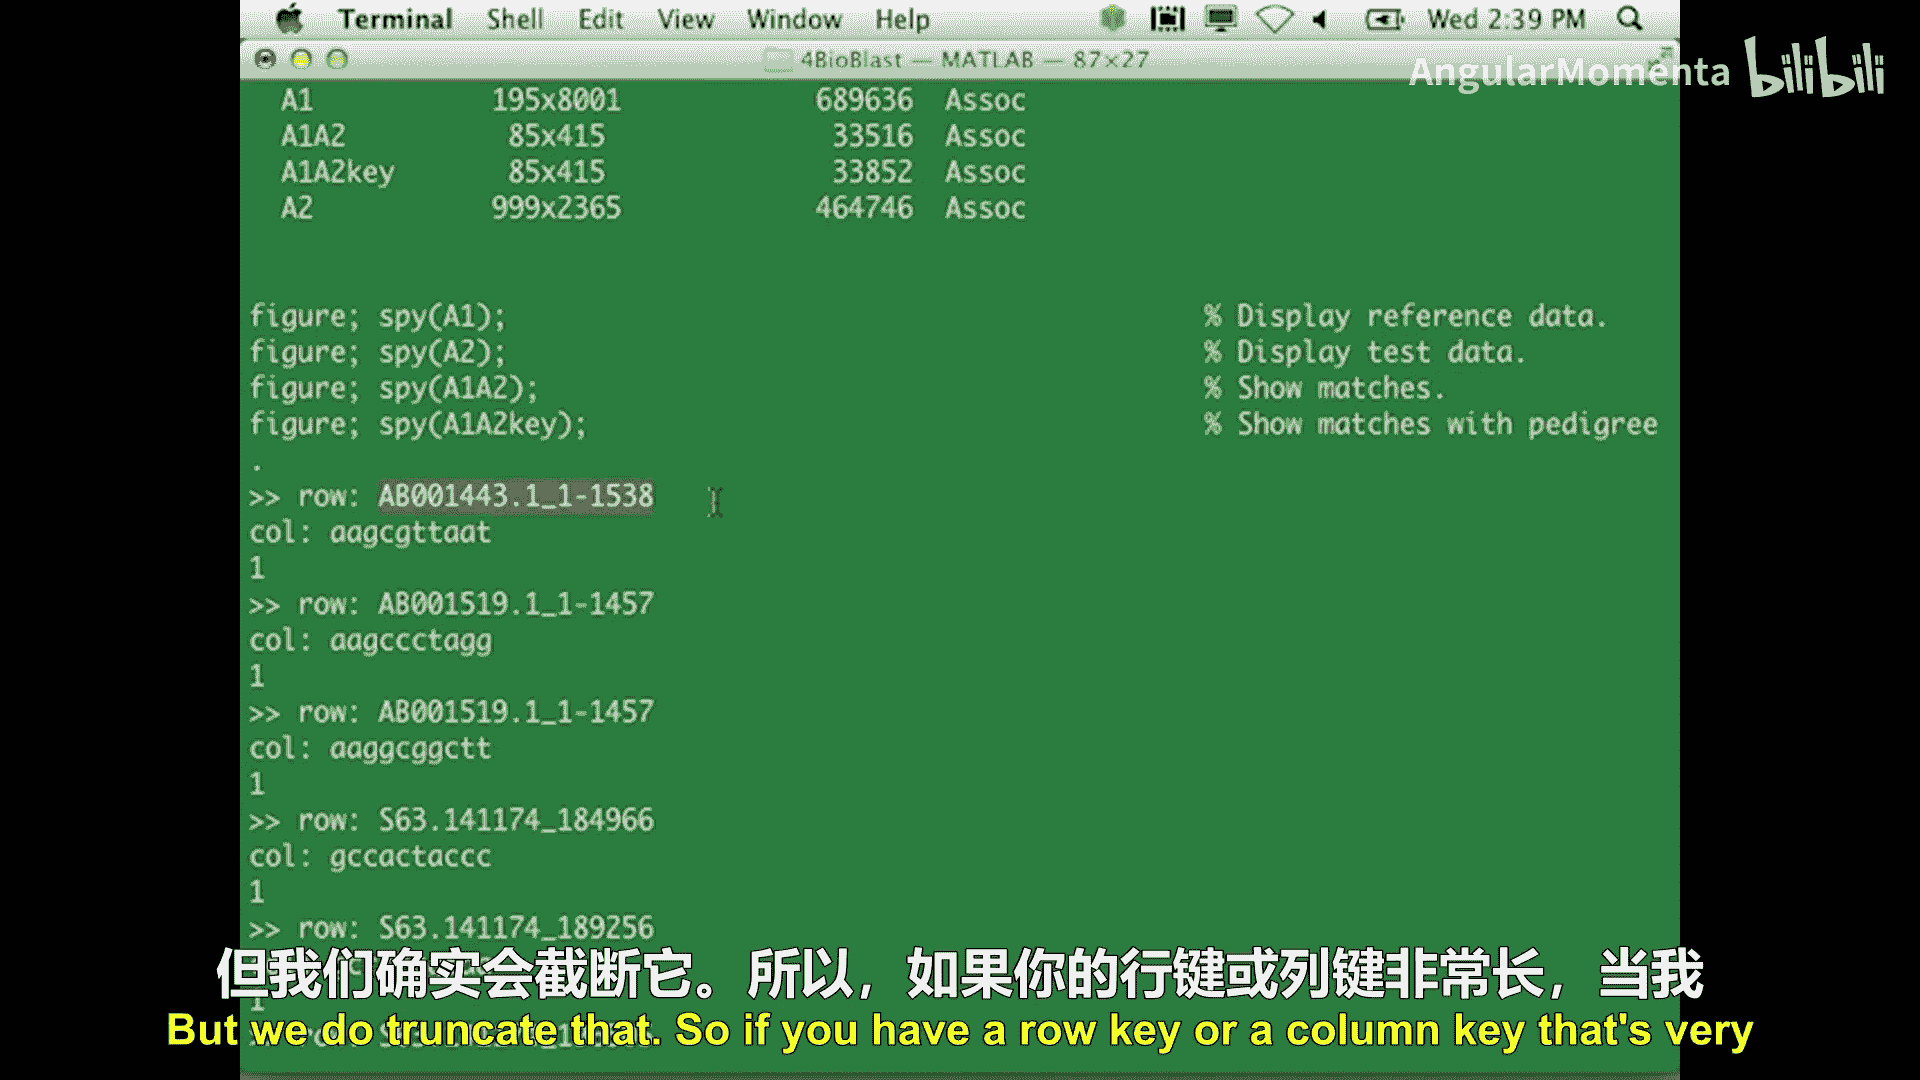 Terminal Shell Edit View Window Help Wed 2:39 PM
4BioBlast — MATLAB — 87×27
AngularMomenta bilibili
A1 195x8001 689636 Assoc
A1A2 85x415 33516 Assoc
A1A2key 85x415 33852 Assoc
A2 999x2365 464746 Assoc
figure; spy(A1); % Display reference data.
figure; spy(A2); % Display test data.
figure; spy(A1A2); % Show matches.
figure; spy(A1A2key); % Show matches with pedigree
.
>> row: AB001443.1_1-1538
col: aagcgttaat
1
>> row: AB001519.1_1-1457
col: aagccctagg
1
>> row: AB001519.1_1-1457
col: aaggcggctt
1
>> row: S63.141174_184966
col: gccactaccc
1
>> row: S63.141174_189256
但我们确实会截断它。所以，如果你的行键或列键非常长，当我
1
But we do truncate that. So if you have a row key or a column key that's very